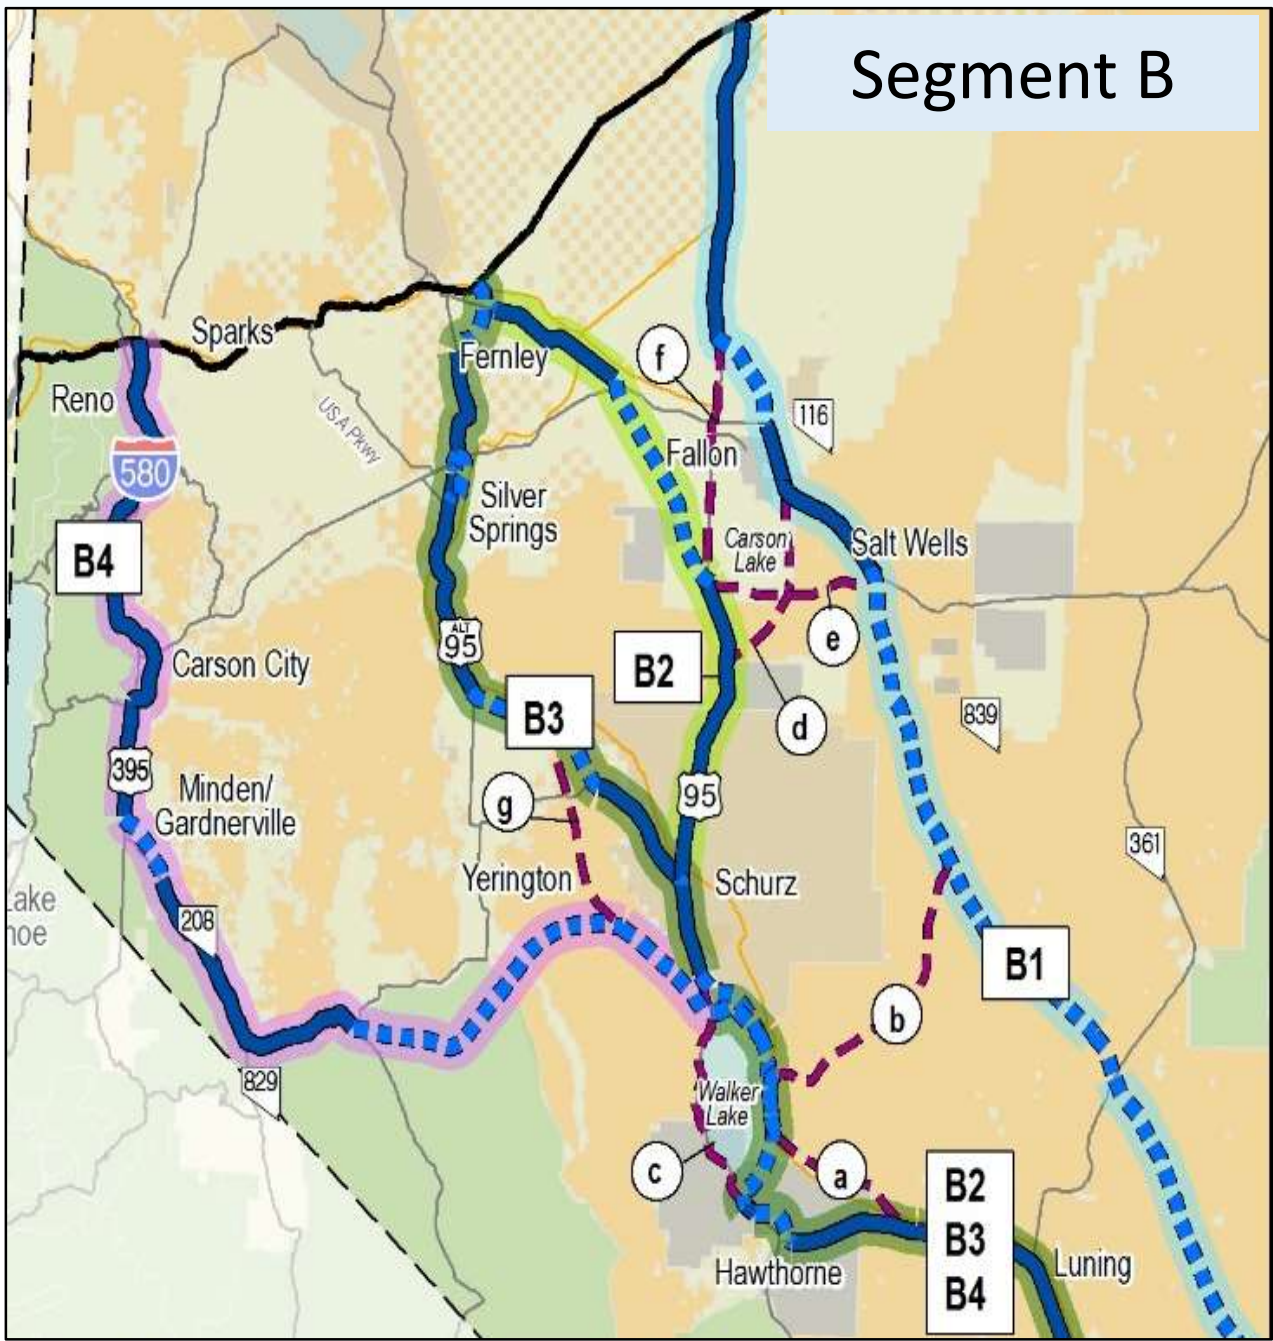 Segment B
Sparks
Fernley
f
Reno
USA Pkwy
116
Fallon
580
Silver
Springs
Carson
Lake
Salt Wells
B4
ALT
95
e
B2
Carson City
B3
d
839
395
Minden/
Gardnerville
g
95
361
Yerington
Schurz
208
B1
b
829
Walker
Lake
c
a
B2
B3
B4
Hawthorne
Luning